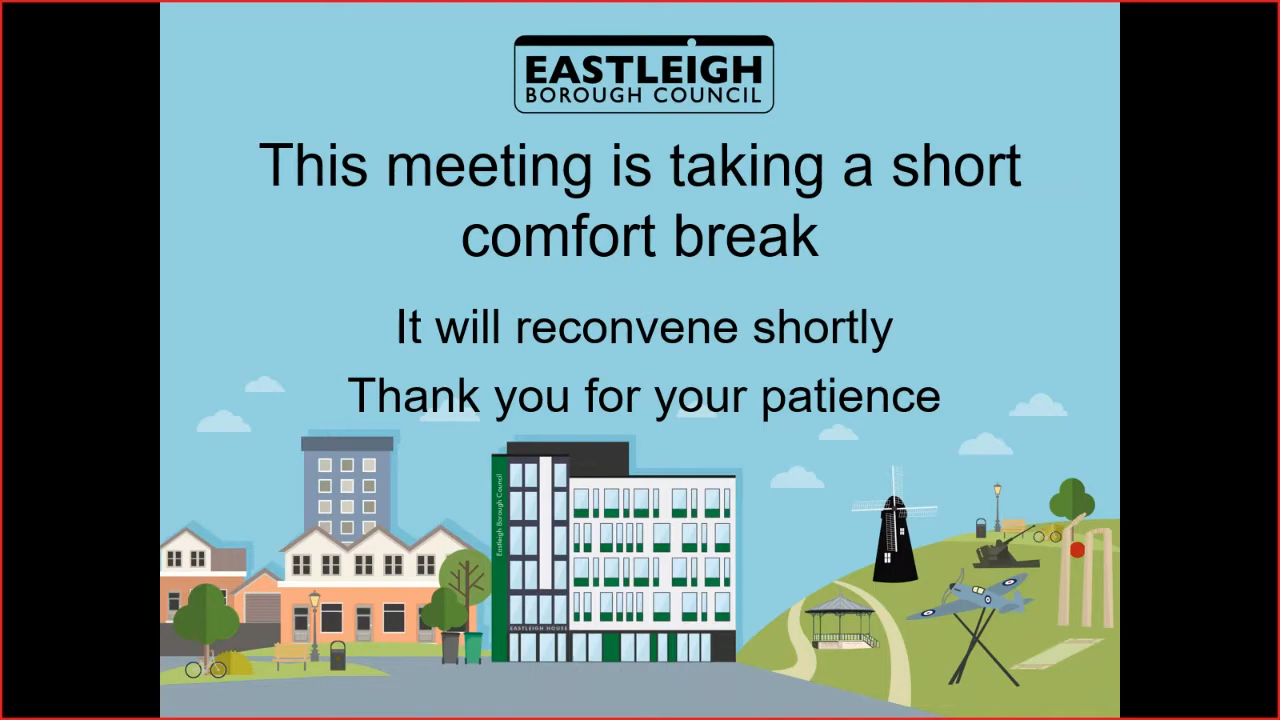 EASTLEIGH
BOROUGH COUNCIL
This meeting is taking a short
comfort break
It will reconvene shortly
Thank you for your patience
Eastleigh Borough Council
EASTLEIGH HOUSE